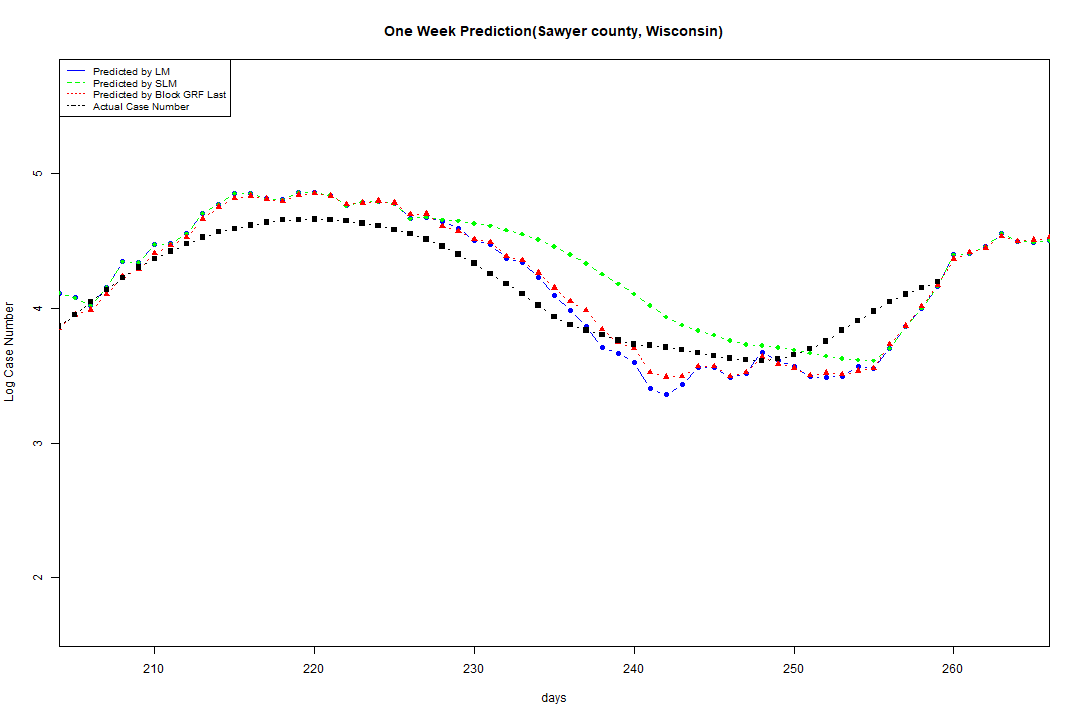 One Week Prediction(Sawyer county, Wisconsin)
Predicted by LM
Predicted by SLM
Predicted by Block GRF Last
Actual Case Number
5
4
3
2
Log Case Number
210 220 230 240 250 260
days